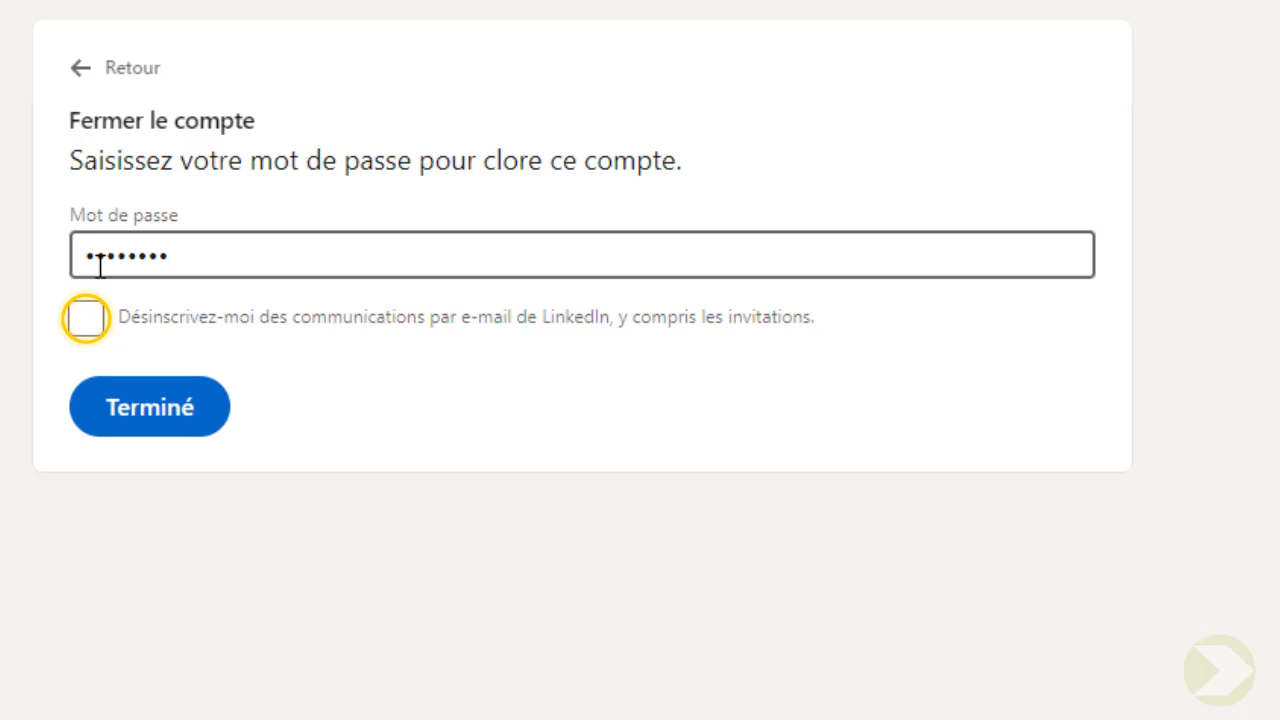 Retour
Fermer le compte
Saisissez votre mot de passe pour clore ce compte.
Mot de passe
••••••••
Désinscrivez-moi des communications par e-mail de LinkedIn, y compris les invitations.
Terminé